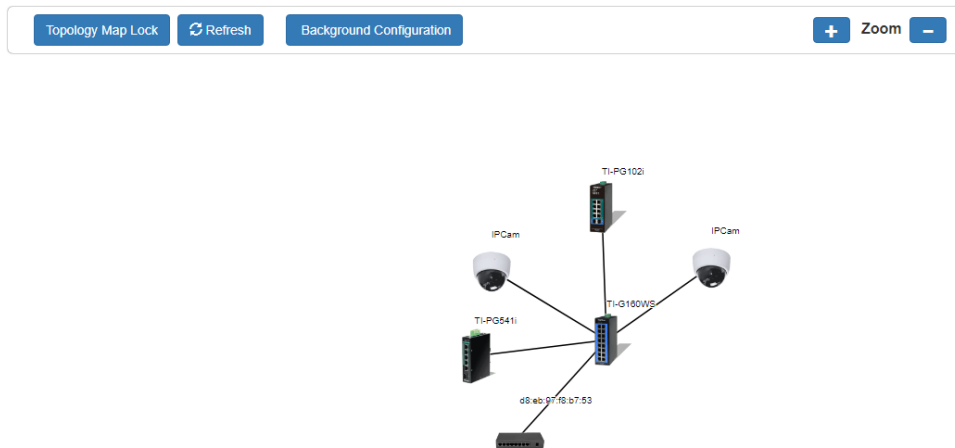 Topology Map Lock
Refresh
Background Configuration
+ Zoom −
TI-PG102i
IPCam
IPCam
TI-G160WS
TI-PG541i
d8:eb:97:f8:b7:53